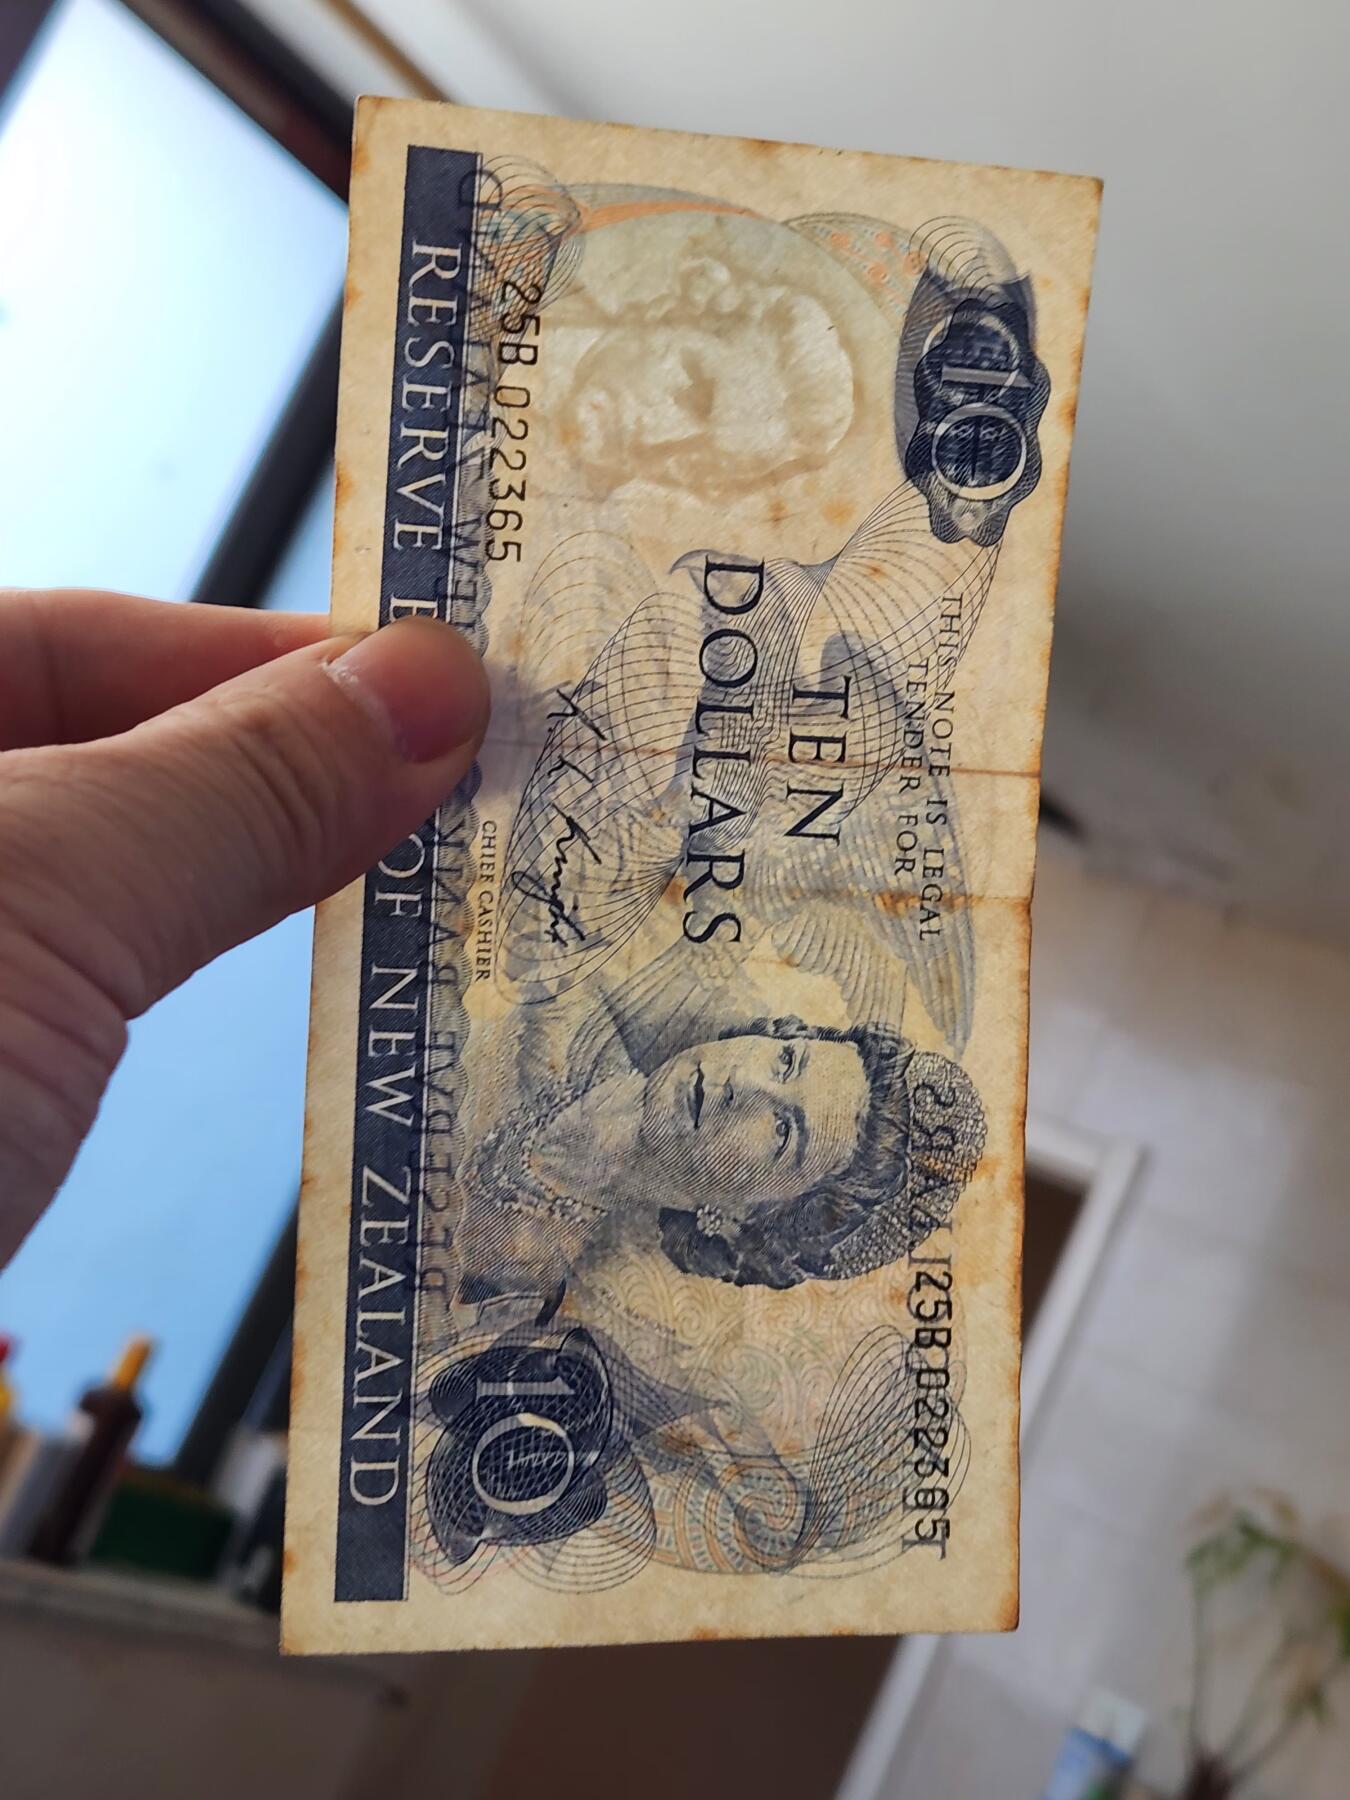 RESERVE B OF NEW ZEALAND
25B 022365
10
THIS NOTE IS LEGAL
TENDER FOR
TEN
DOLLARS
K L Knight
CHIEF CASHIER
25B 022365
10